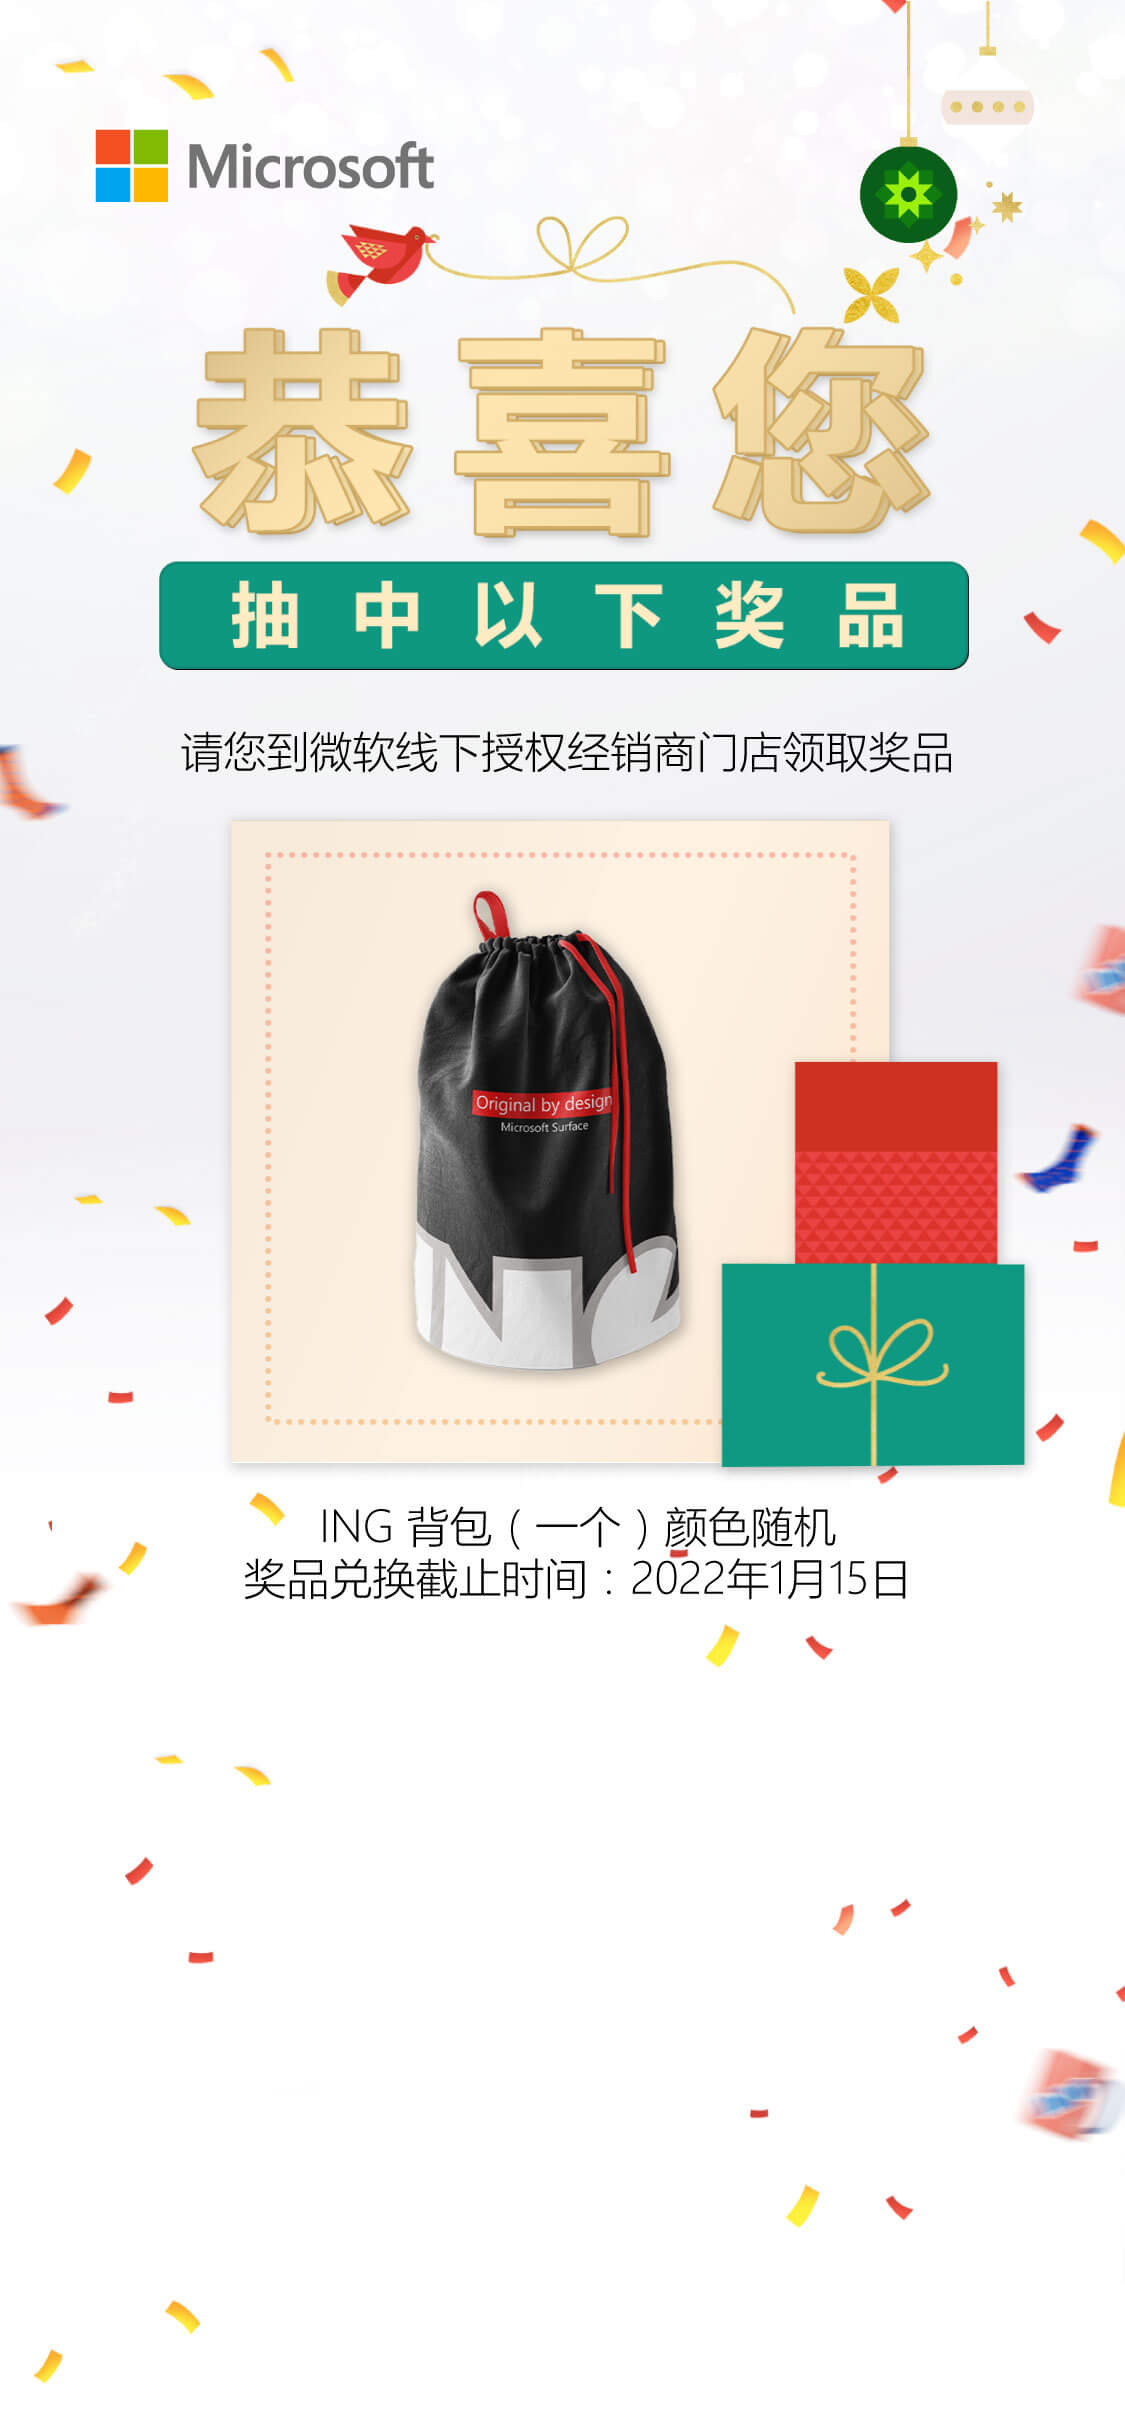 Microsoft
恭喜您
抽中以下奖品
请您到微软线下授权经销商门店领取奖品
Original by design
Microsoft Surface
ING
ING 背包（一个）颜色随机
奖品兑换截止时间：2022年1月15日